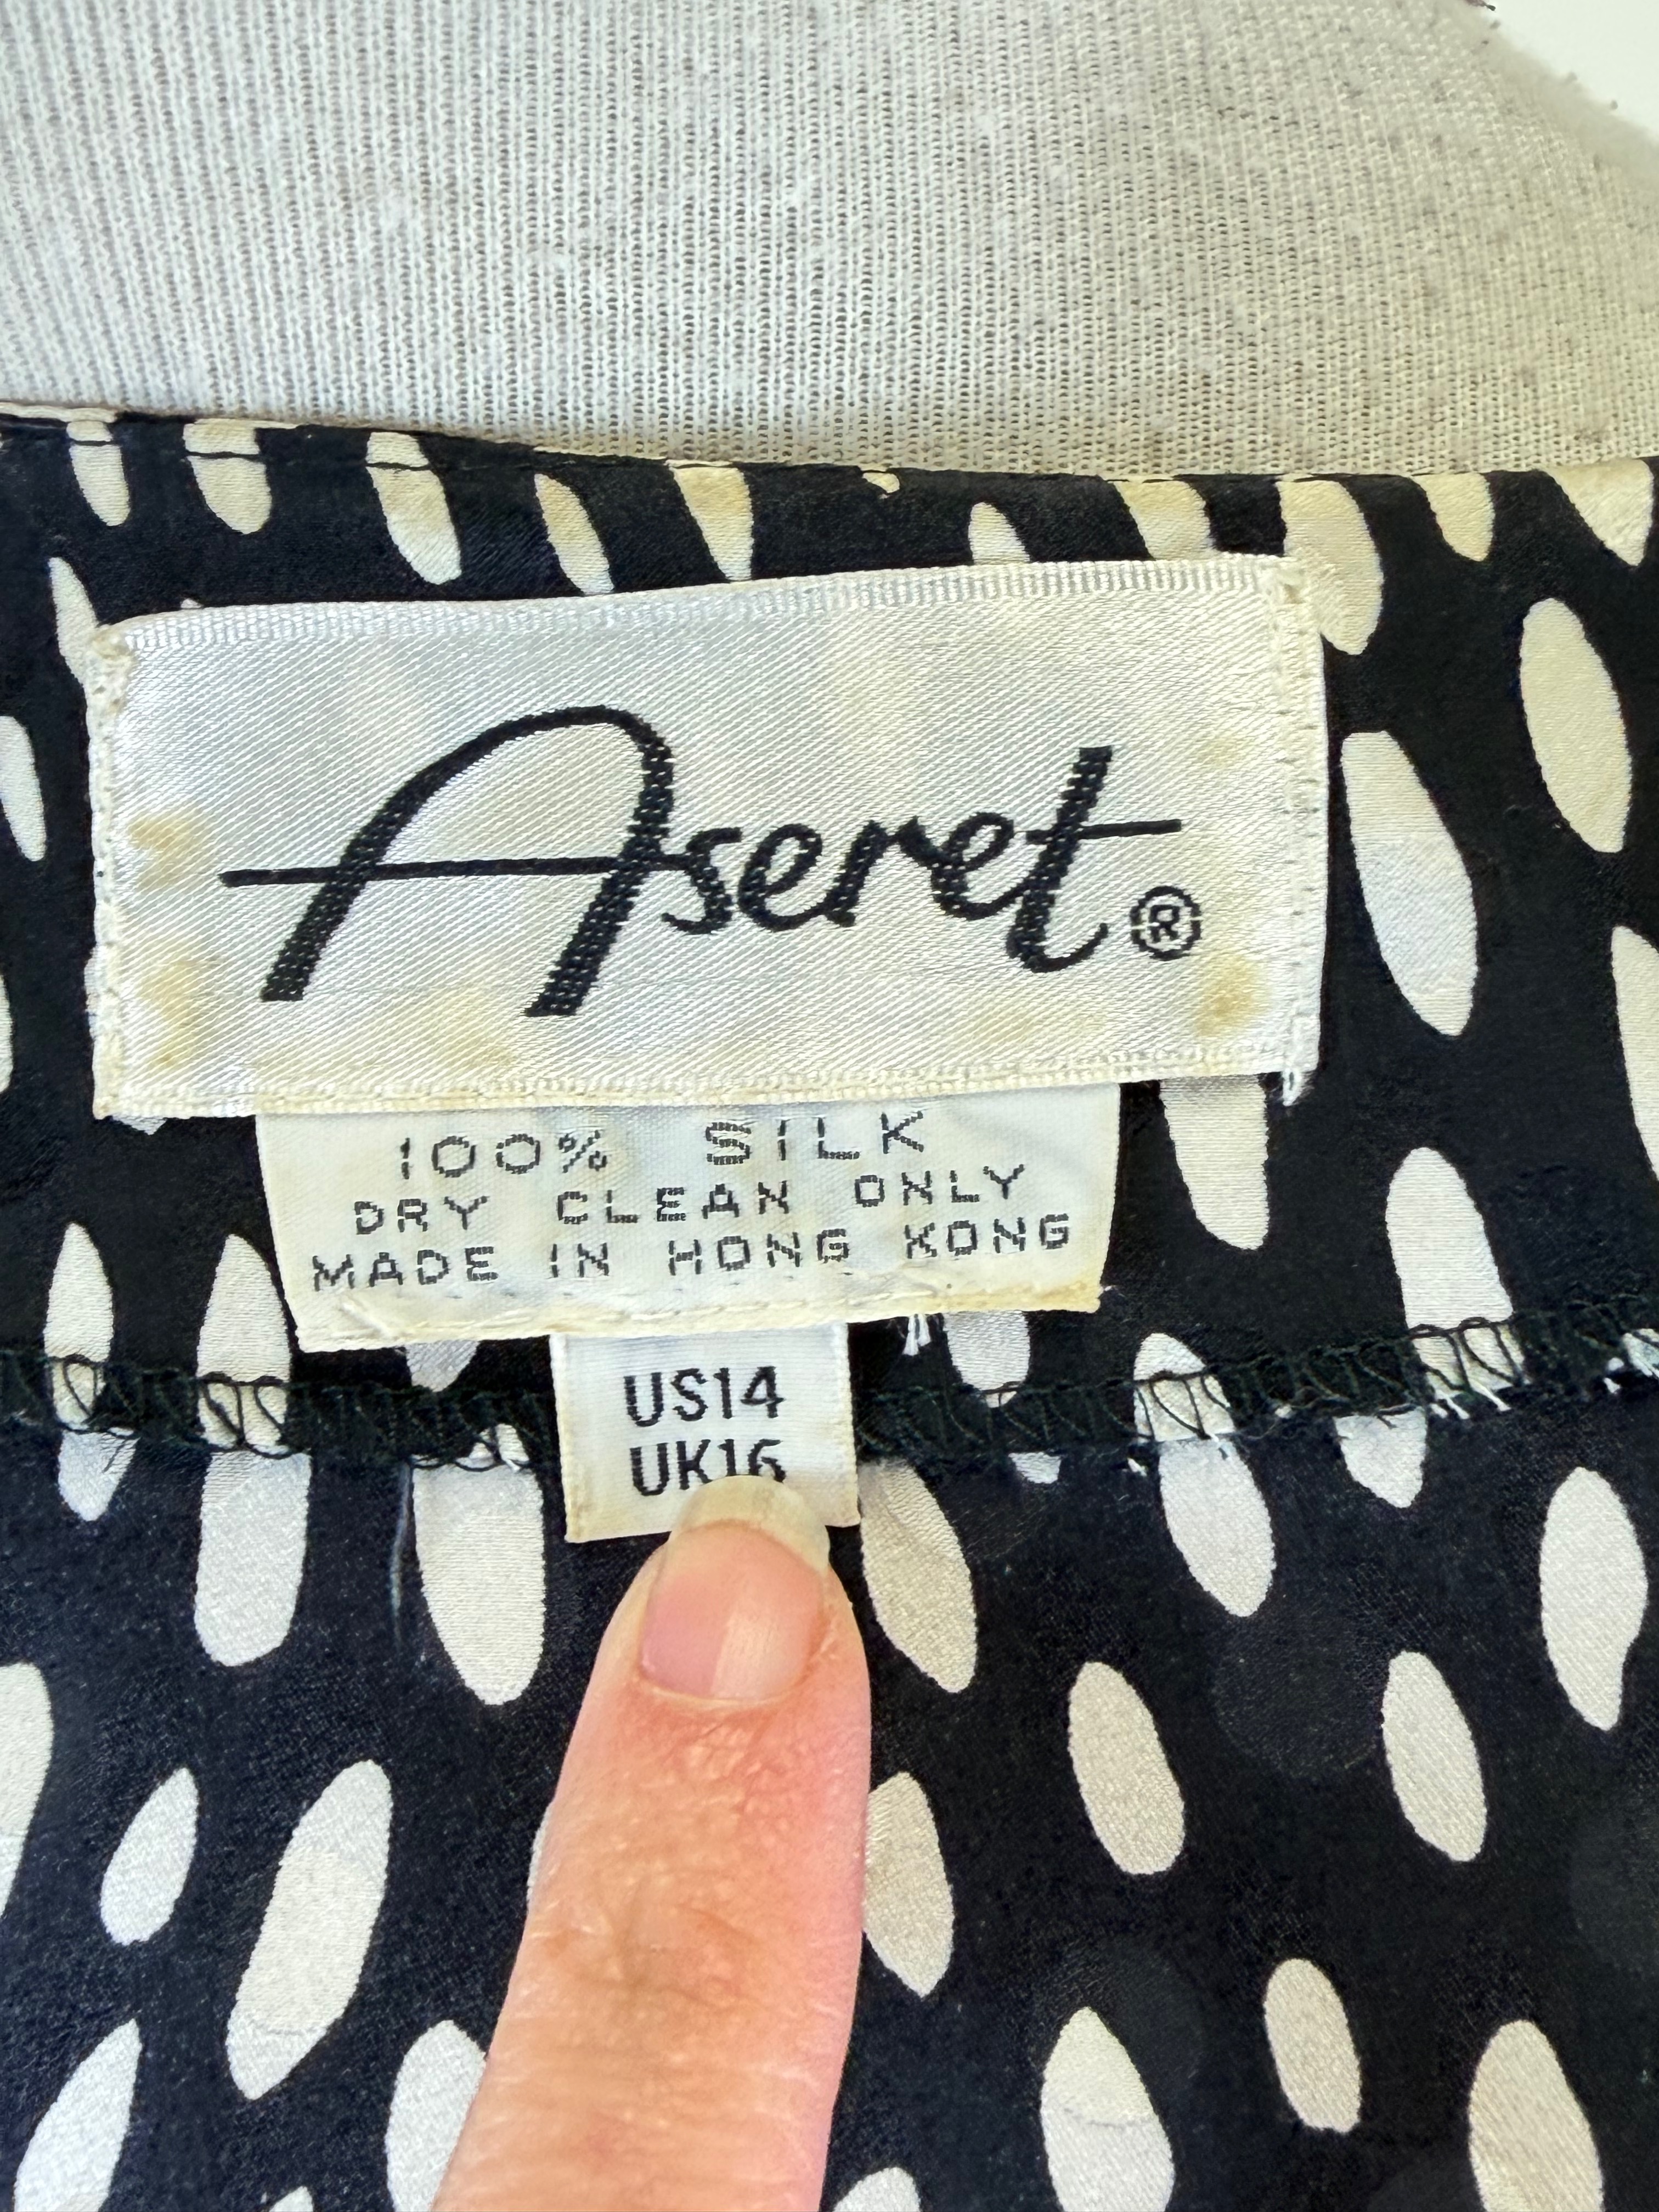 Aseret®
100% SILK
DRY CLEAN ONLY
MADE IN HONG KONG
US14
UK16